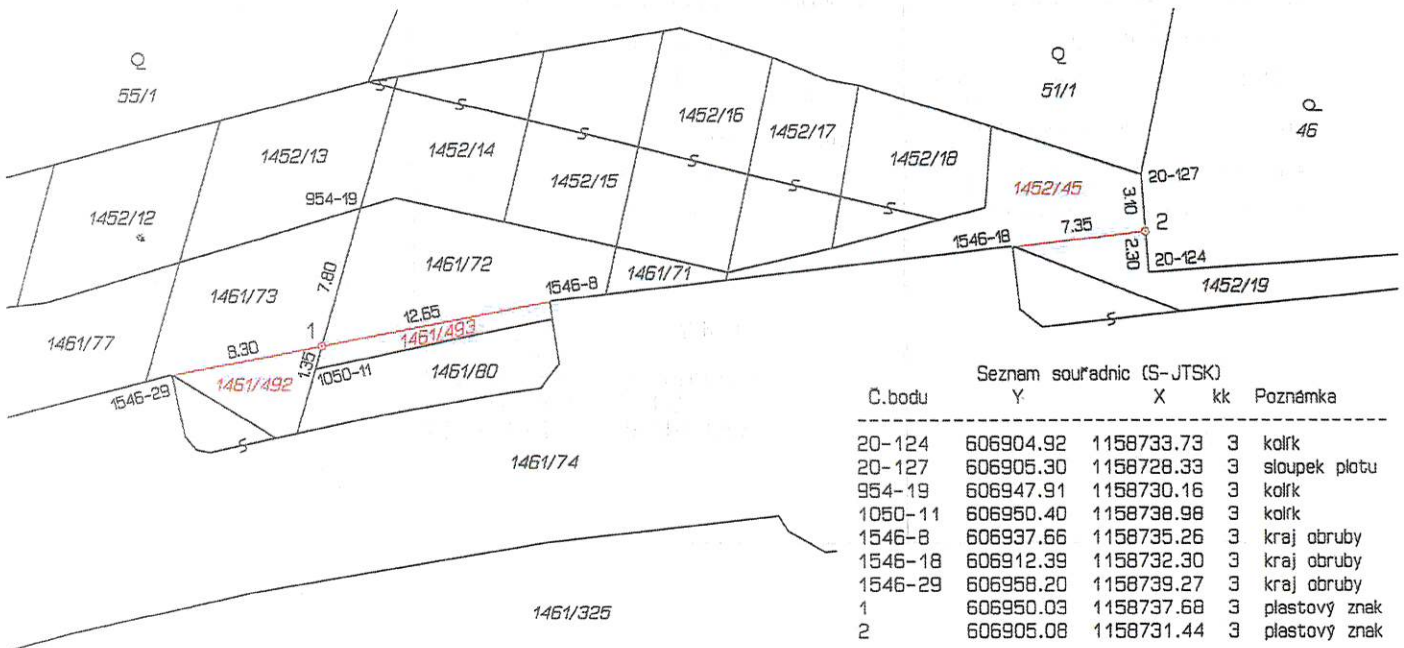 Q
55/1
Q
51/1
Q
46
1452/12
1452/13
1452/14
1452/15
1452/16
1452/17
1452/18
1452/45
1452/19
954-19
20-127
3.10
2
7.35
2.30
20-124
1546-18
1461/77
1461/73
1461/72
1461/71
7.80
1546-8
12.65
1461/493
1
8.30
1.35
1050-11
1461/492
1461/80
1546-29
1461/74
1461/325
S
S
S
S
S
S
S
S
Seznam souřadnic (S-JTSK)
Č.bodu Y X kk Poznámka
20-124 606904.92 1158733.73 3 kolík
20-127 606905.30 1158728.33 3 sloupek plotu
954-19 606947.91 1158730.16 3 kolík
1050-11 606950.40 1158738.98 3 kolík
1546-8 606937.66 1158735.26 3 kraj obruby
1546-18 606912.39 1158732.30 3 kraj obruby
1546-29 606958.20 1158739.27 3 kraj obruby
1 606950.03 1158737.68 3 plastový znak
2 606905.08 1158731.44 3 plastový znak